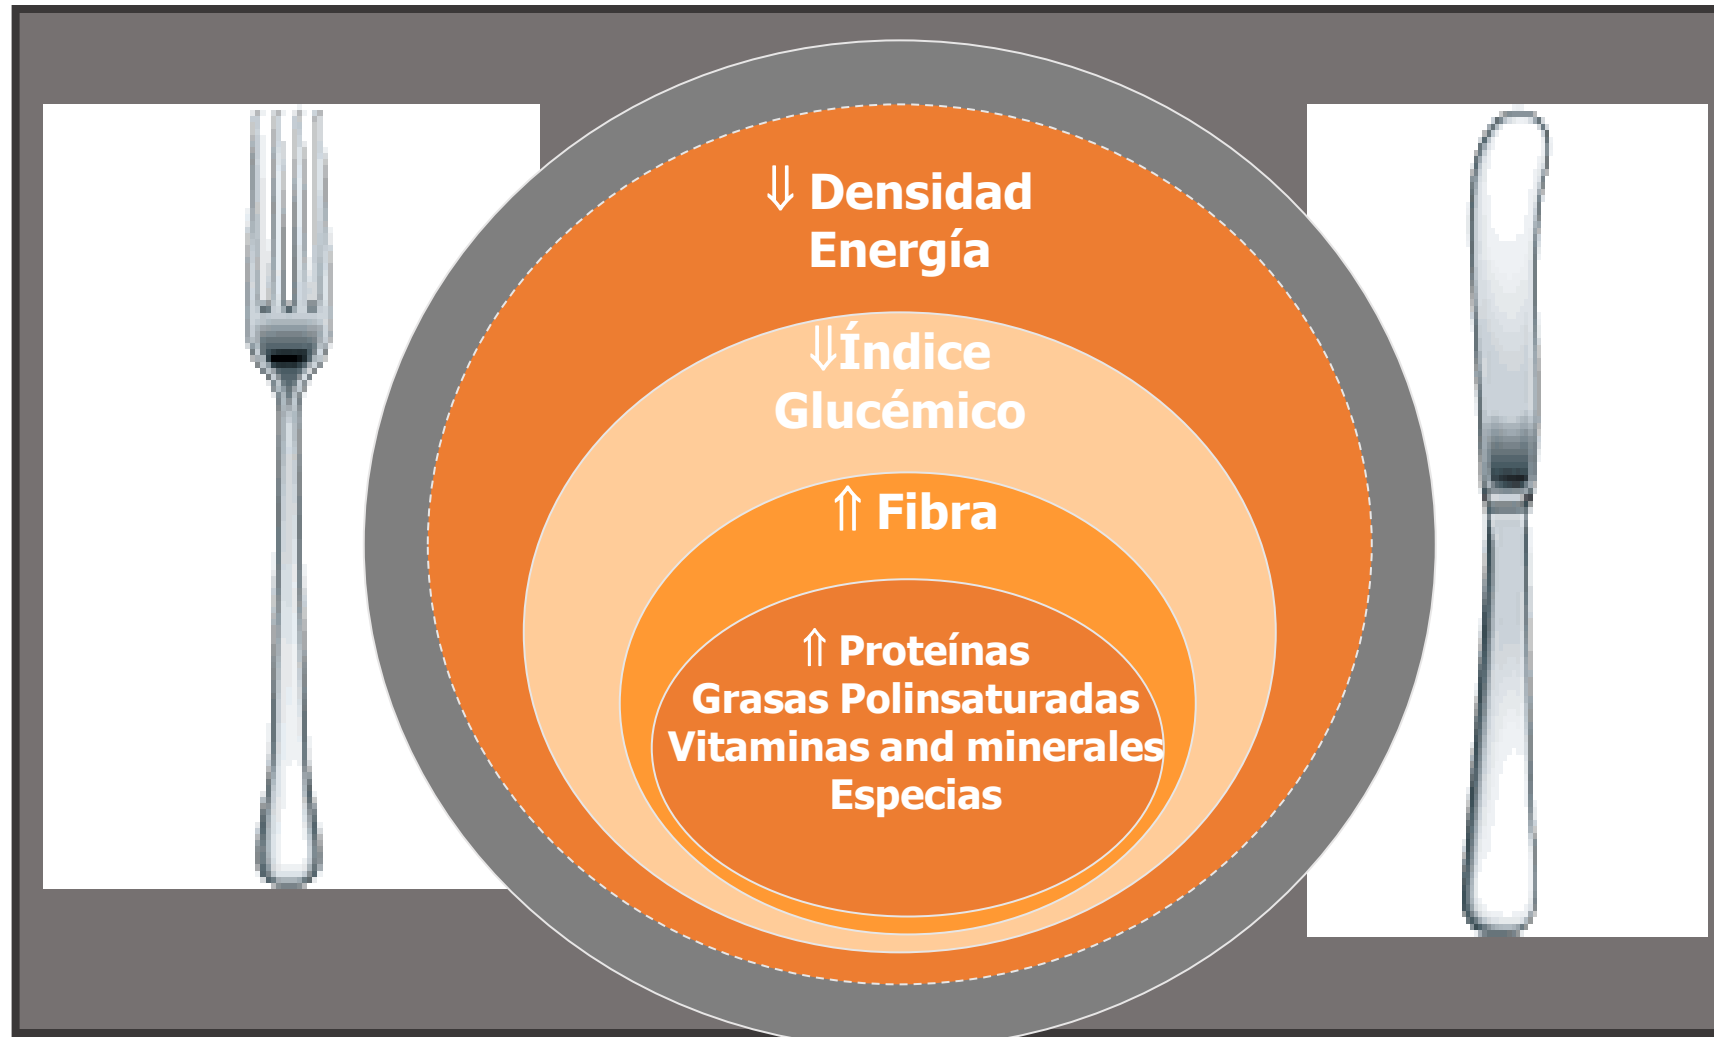 ⇓ Densidad
Energía
⇓Índice
Glucémico
⇑ Fibra
⇑ Proteínas
Grasas Polinsaturadas
Vitaminas and minerales
Especias